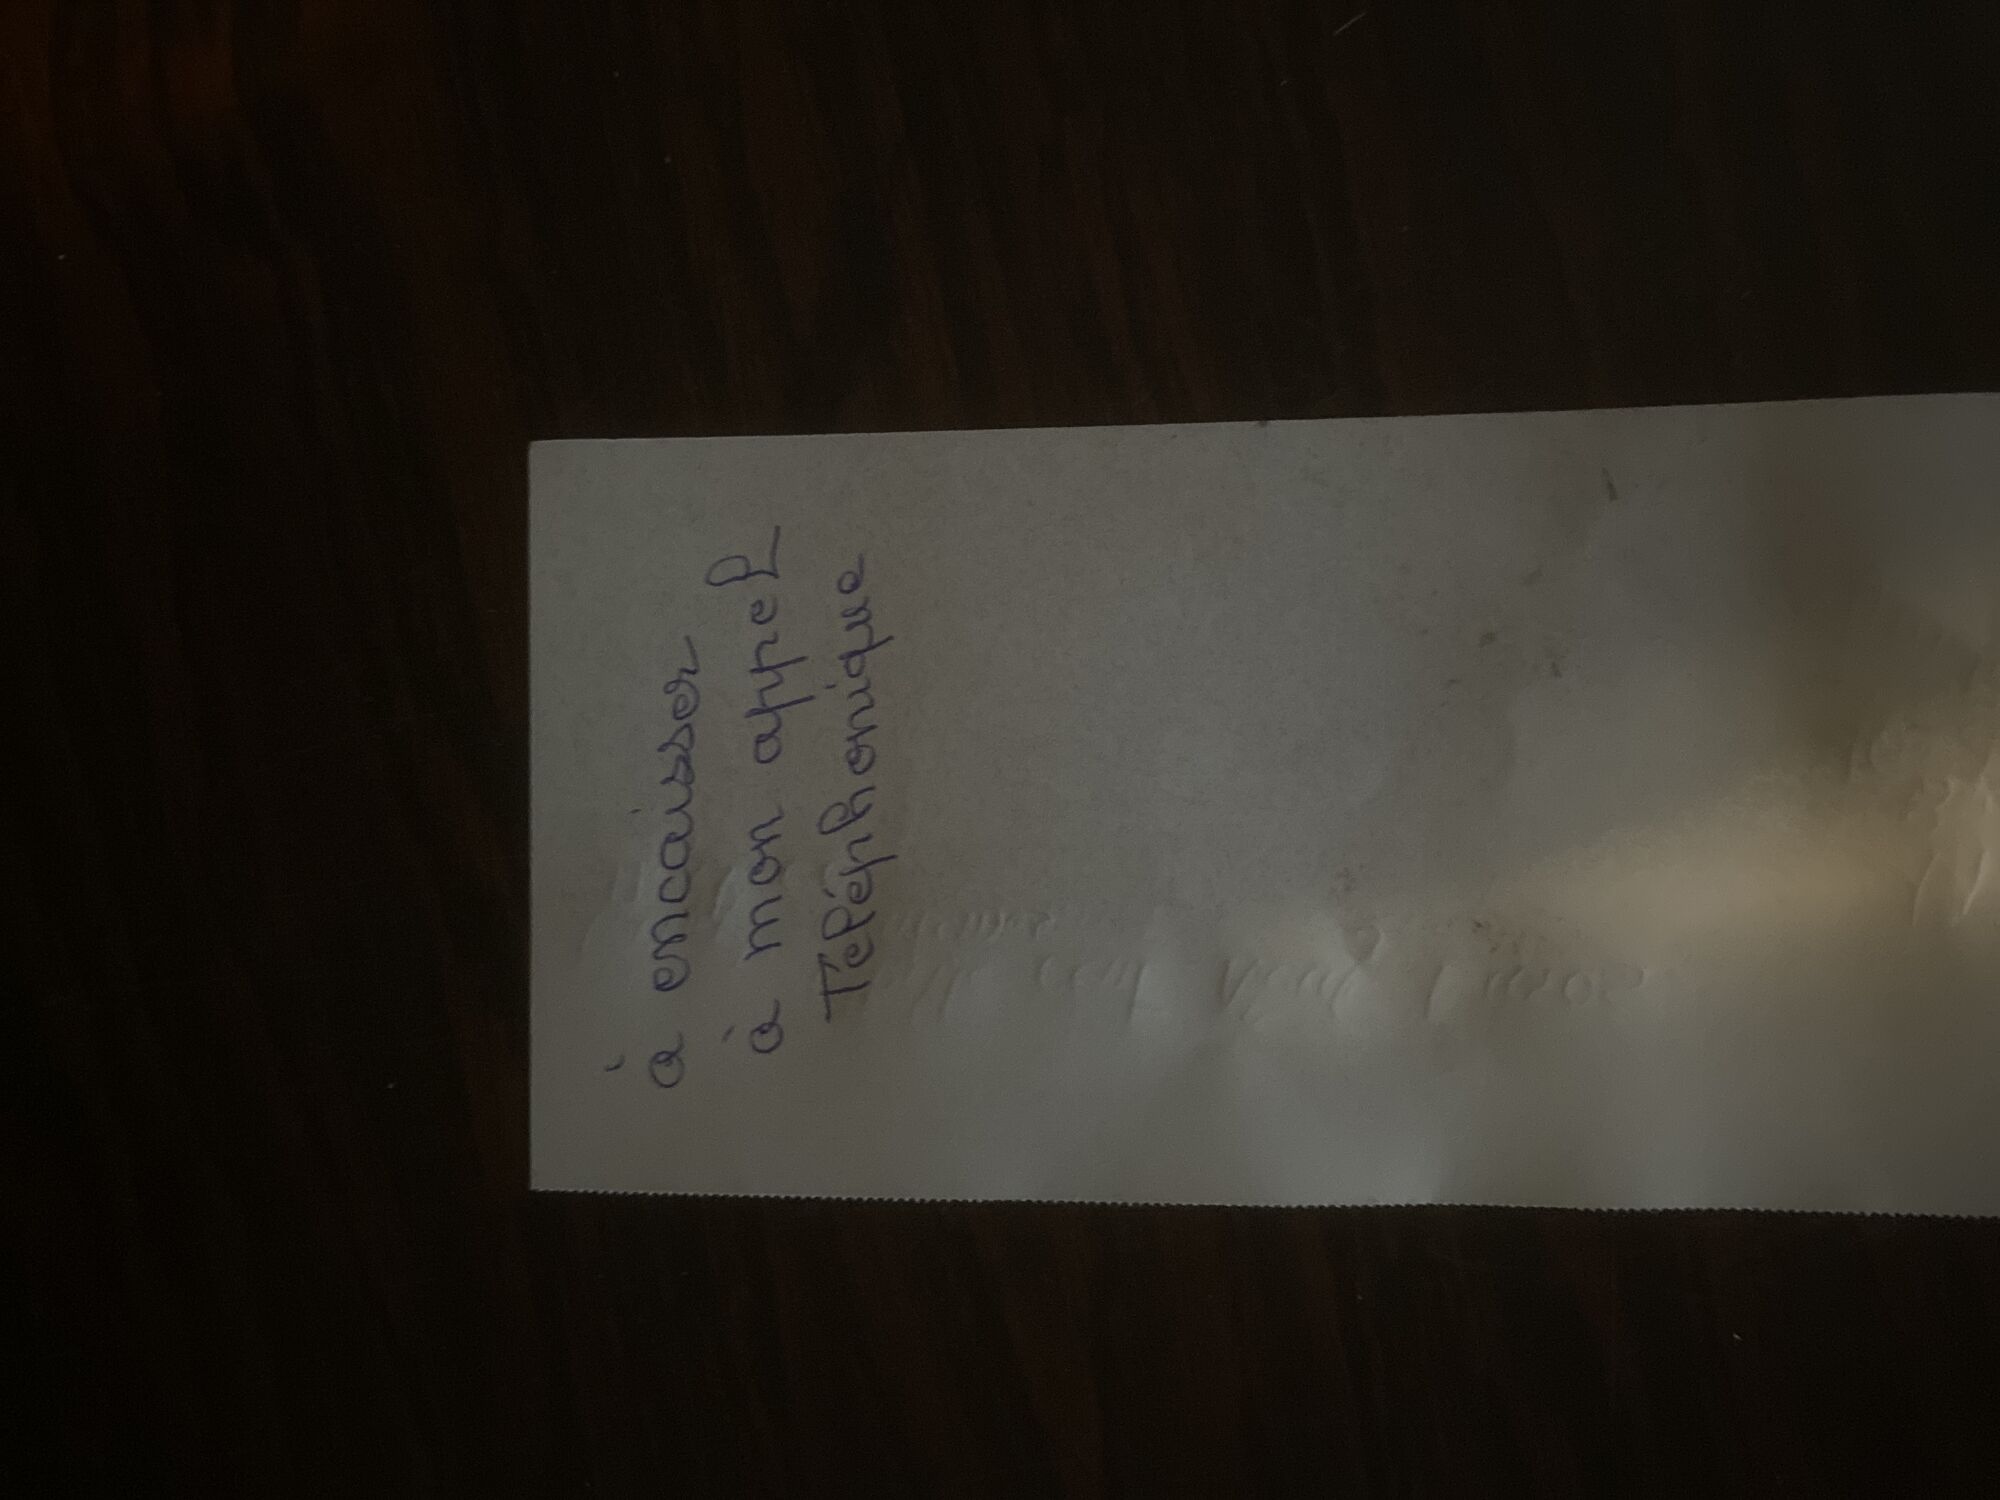 à encaisser
à mon appel
Téléphonique